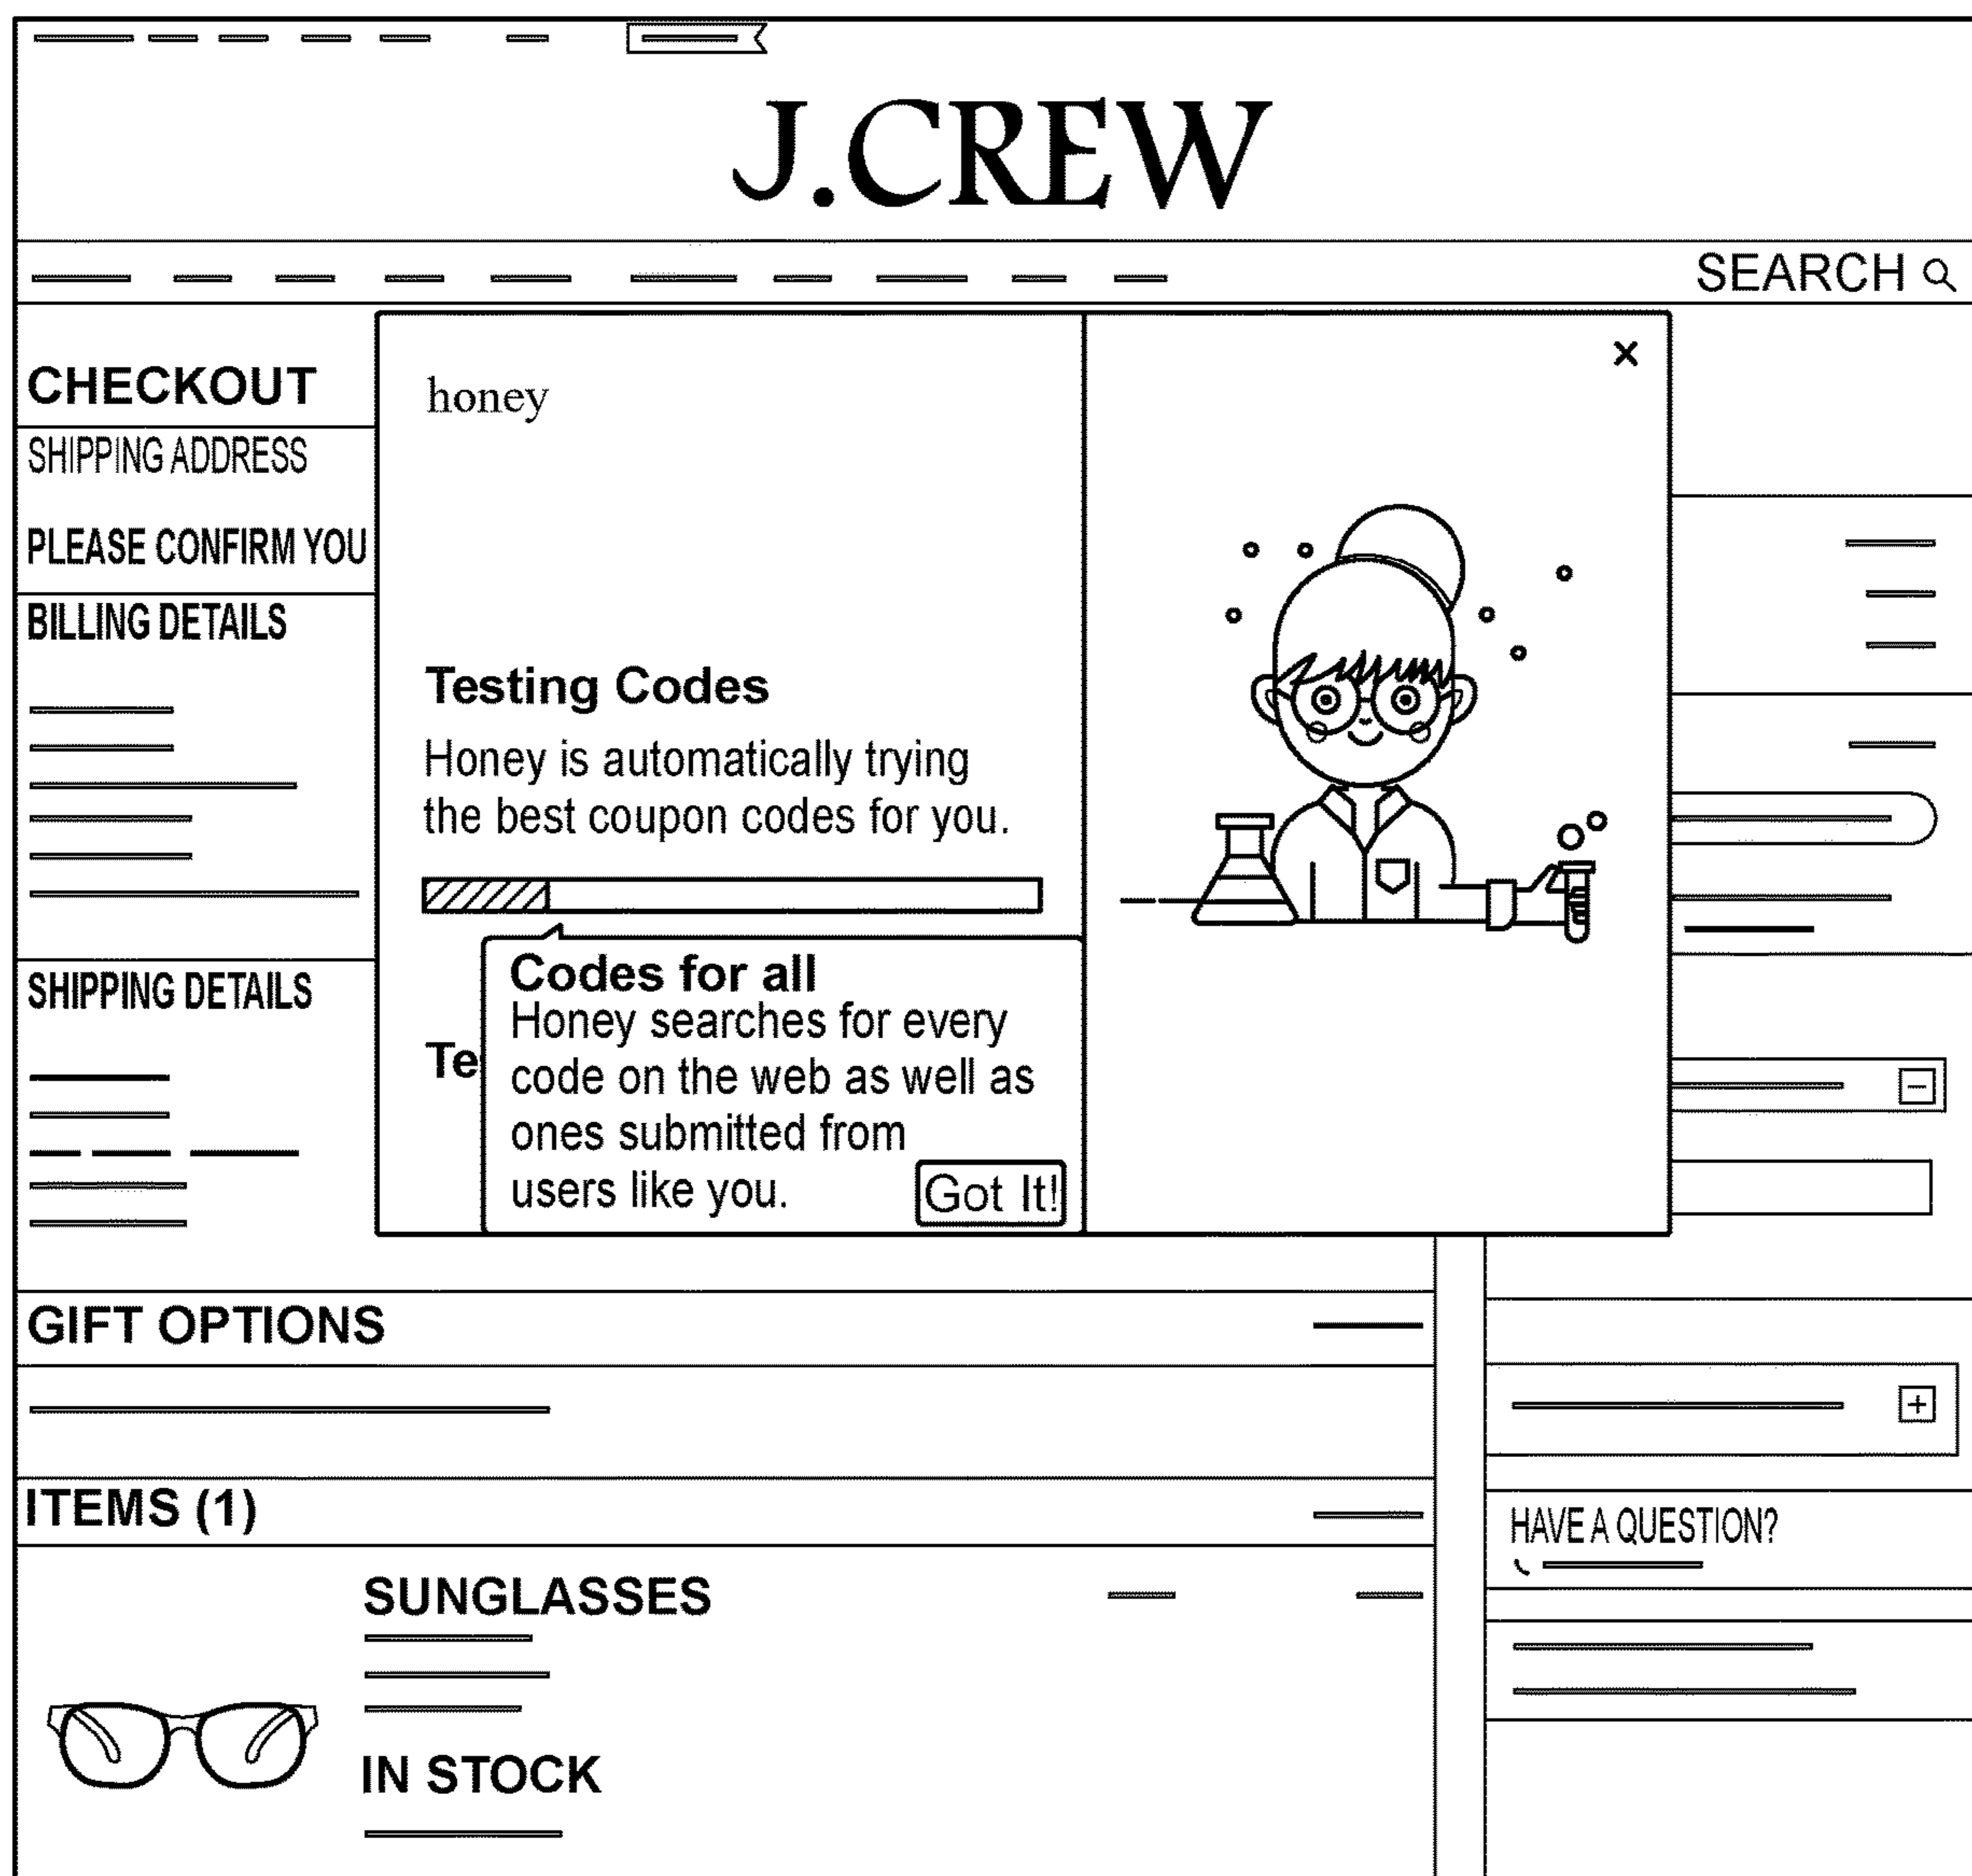 J.CREW
SEARCH
CHECKOUT
SHIPPING ADDRESS
PLEASE CONFIRM YOU
BILLING DETAILS
SHIPPING DETAILS
honey
Testing Codes
Honey is automatically trying
the best coupon codes for you.
Codes for all
Honey searches for every
code on the web as well as
ones submitted from
users like you.
Got It!
Te
GIFT OPTIONS
ITEMS (1)
SUNGLASSES
IN STOCK
HAVE A QUESTION?